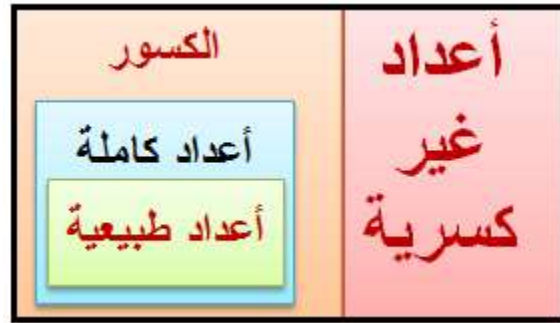 أعداد
غير
كسرية
الكسور
أعداد كاملة
أعداد طبيعية